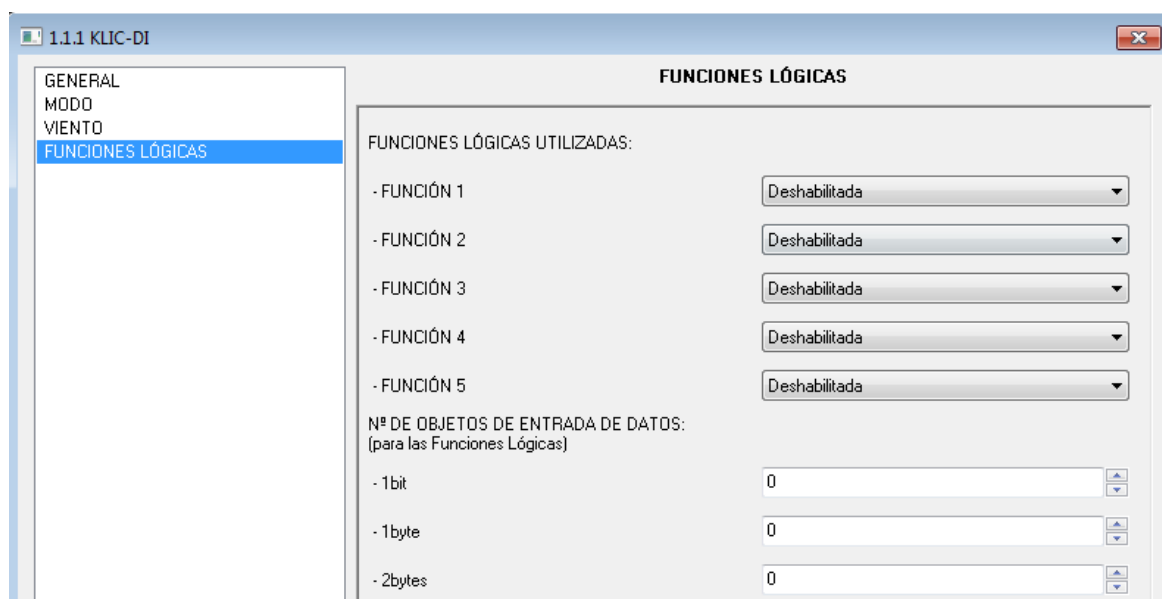 1.1.1 KLIC-DI
GENERAL
MODO
VIENTO
FUNCIONES LÓGICAS
FUNCIONES LÓGICAS
FUNCIONES LÓGICAS UTILIZADAS:
- FUNCIÓN 1 Deshabilitada
- FUNCIÓN 2 Deshabilitada
- FUNCIÓN 3 Deshabilitada
- FUNCIÓN 4 Deshabilitada
- FUNCIÓN 5 Deshabilitada
Nº DE OBJETOS DE ENTRADA DE DATOS:
(para las Funciones Lógicas)
- 1bit 0
- 1byte 0
- 2bytes 0